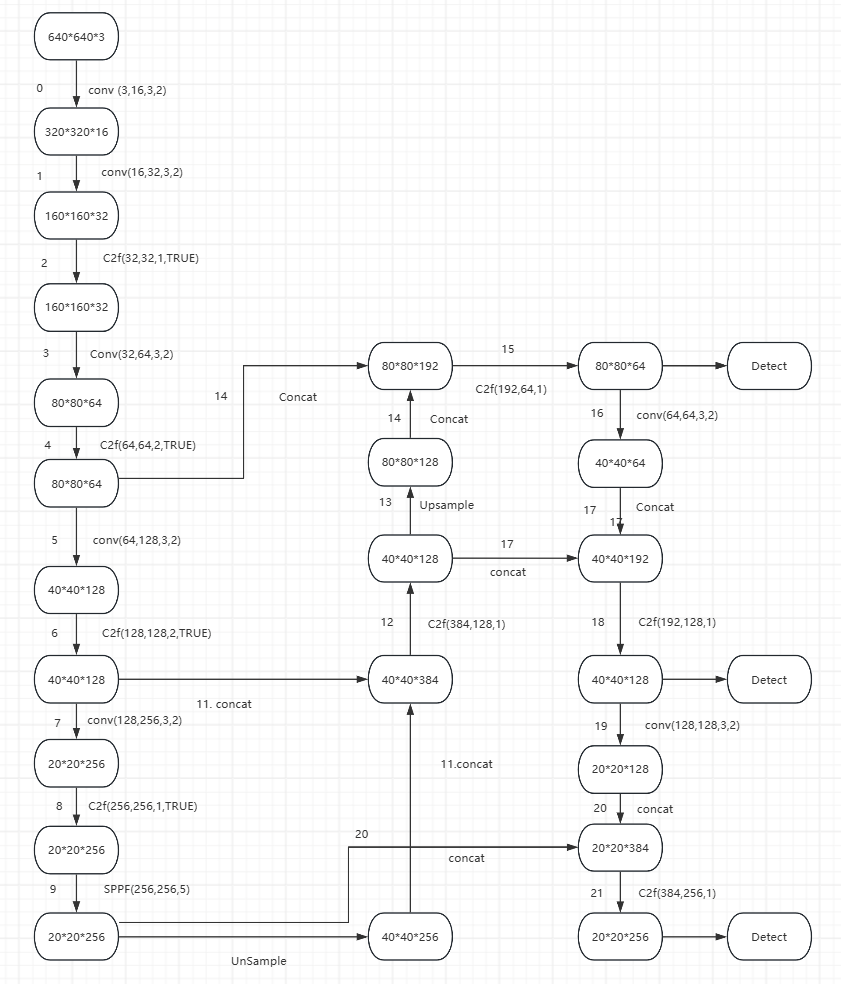 640*640*3
0
conv (3,16,3,2)
320*320*16
1
conv(16,32,3,2)
160*160*32
2
C2f(32,32,1,TRUE)
160*160*32
3
Conv(32,64,3,2)
80*80*64
4
C2f(64,64,2,TRUE)
80*80*64
5
conv(64,128,3,2)
40*40*128
6
C2f(128,128,2,TRUE)
40*40*128
7
conv(128,256,3,2)
20*20*256
8
C2f(256,256,1,TRUE)
20*20*256
9
SPPF(256,256,5)
20*20*256
UnSample
14
Concat
11. concat
20
concat
80*80*192
14
Concat
80*80*128
13
Upsample
40*40*128
12
C2f(384,128,1)
40*40*384
11.concat
40*40*256
15
C2f(192,64,1)
17
concat
80*80*64
Detect
16
conv(64,64,3,2)
40*40*64
17
Concat
17
40*40*192
18
C2f(192,128,1)
40*40*128
Detect
19
conv(128,128,3,2)
20*20*128
20
concat
20*20*384
21
C2f(384,256,1)
20*20*256
Detect